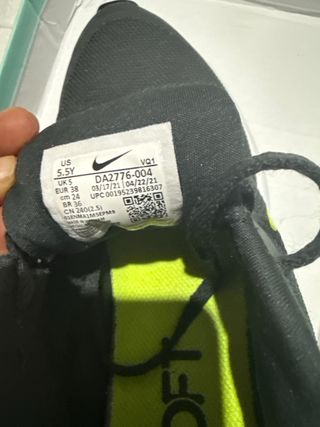 US VQ1
5.5Y DA2776-004
UK 5 03/17/21 | 04/22/21
EUR 38 UPC 00195239816307
cm 24
BR 36
CN 240(2.5)
OFT